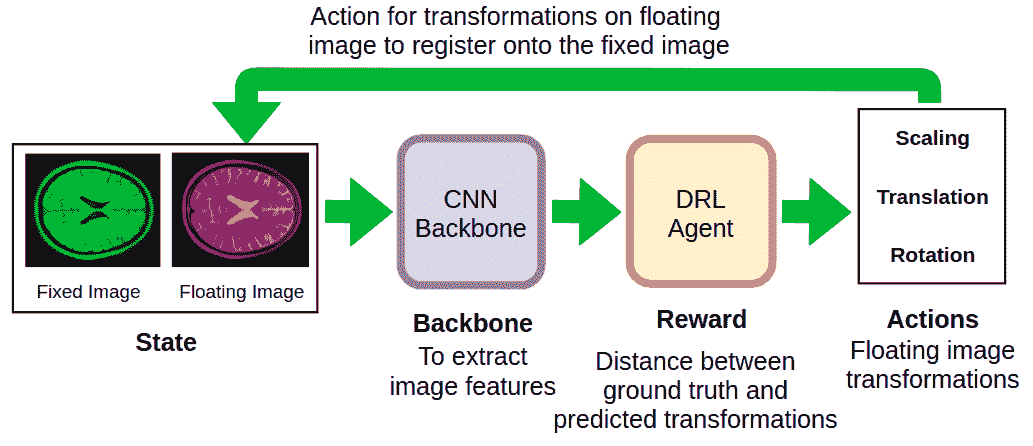 Action for transformations on floating
image to register onto the fixed image
Fixed Image
Floating Image
State
CNN
Backbone
Backbone
To extract
image features
DRL
Agent
Reward
Distance between
ground truth and
predicted transformations
Scaling
Translation
Rotation
Actions
Floating image
transformations